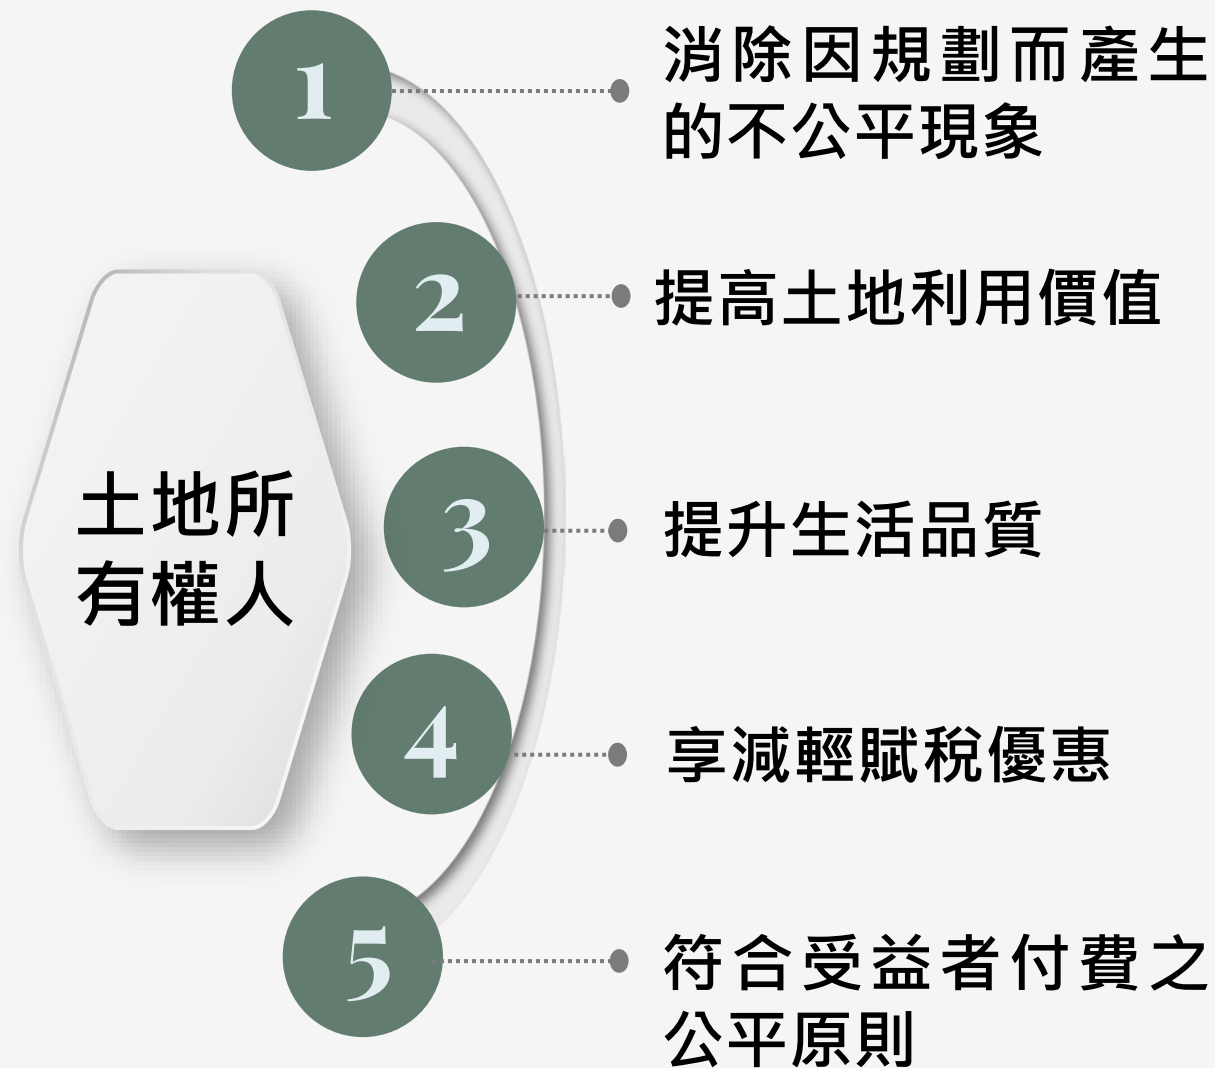 1
消除因規劃而產生
的不公平現象
2
提高土地利用價值
土地所
有權人
3
提升生活品質
4
享減輕賦稅優惠
5
符合受益者付費之
公平原則